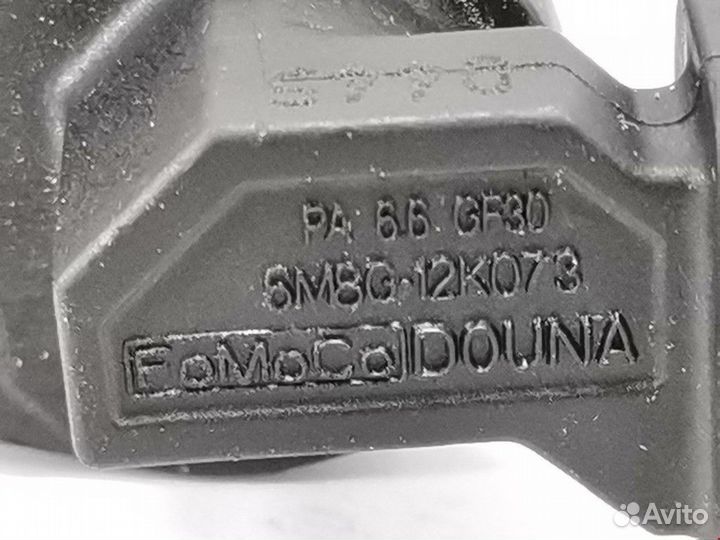 PA 6.6 GF30
6M8G-12K073
FoMoCo DOUNA
Avito